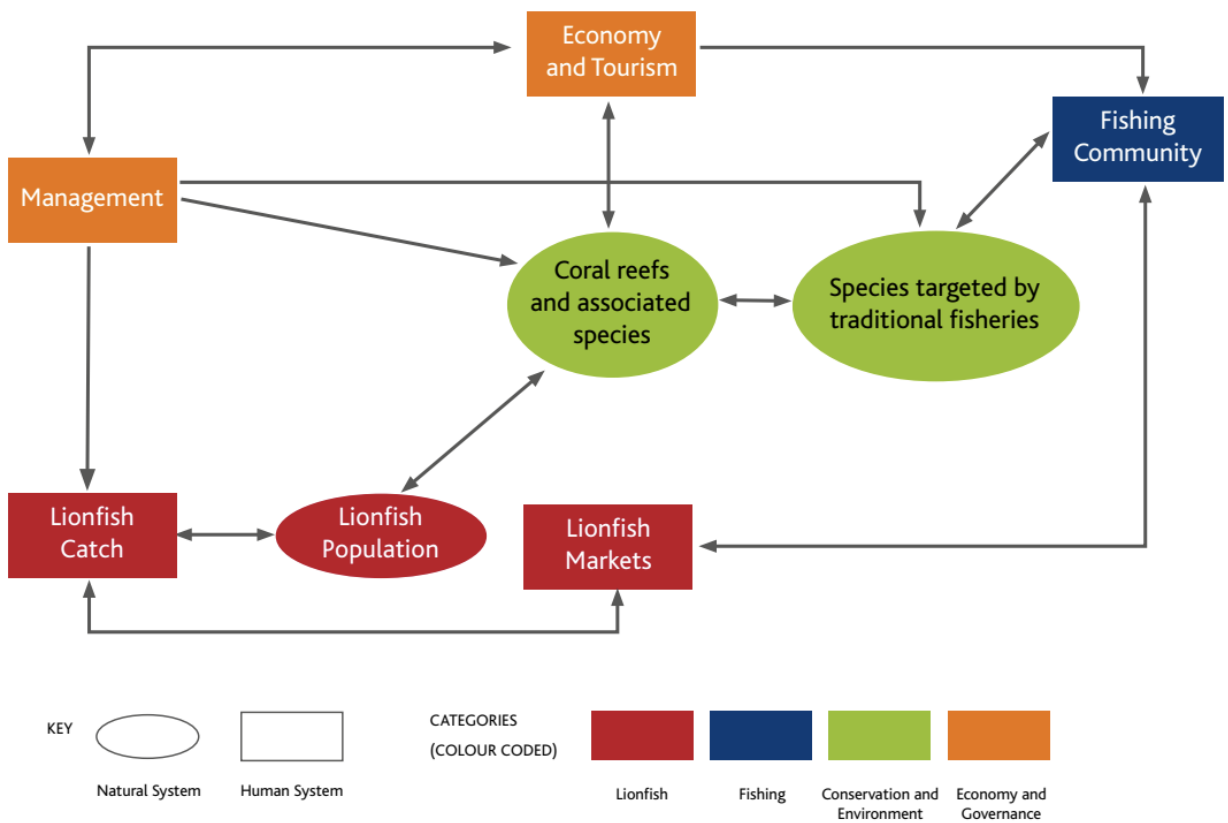 Economy
and Tourism
Fishing
Community
Management
Coral reefs
and associated
species
Species targeted by
traditional fisheries
Lionfish
Catch
Lionfish
Population
Lionfish
Markets
KEY
Natural System
Human System
CATEGORIES
(COLOUR CODED)
Lionfish
Fishing
Conservation and
Environment
Economy and
Governance